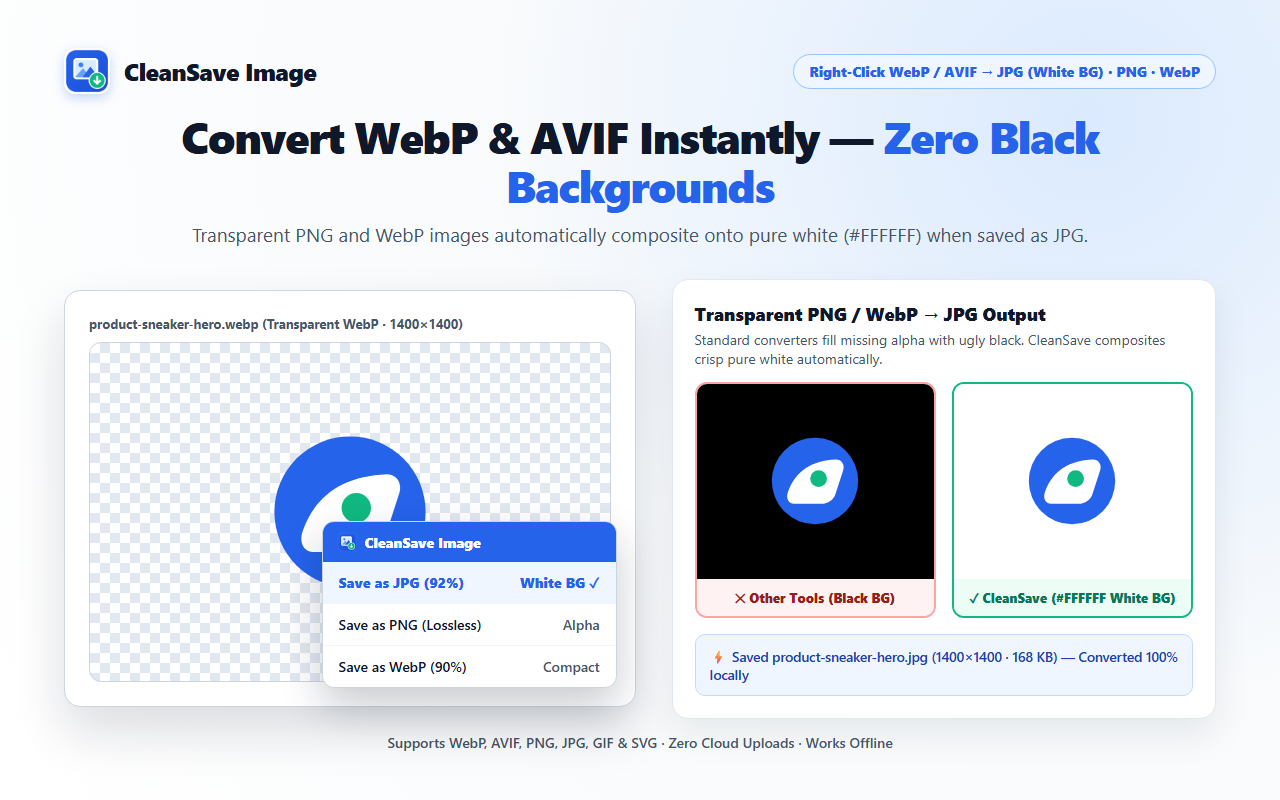 CleanSave Image
Right-Click WebP / AVIF → JPG (White BG) · PNG · WebP
Convert WebP & AVIF Instantly — Zero Black
Backgrounds
Transparent PNG and WebP images automatically composite onto pure white (#FFFFFF) when saved as JPG.
product-sneaker-hero.webp (Transparent WebP · 1400×1400)
CleanSave Image
Save as JPG (92%) White BG ✓
Save as PNG (Lossless) Alpha
Save as WebP (90%) Compact
Transparent PNG / WebP → JPG Output
Standard converters fill missing alpha with ugly black. CleanSave composites
crisp pure white automatically.
✕ Other Tools (Black BG)
✓ CleanSave (#FFFFFF White BG)
⚡ Saved product-sneaker-hero.jpg (1400×1400 · 168 KB) — Converted 100%
locally
Supports WebP, AVIF, PNG, JPG, GIF & SVG · Zero Cloud Uploads · Works Offline